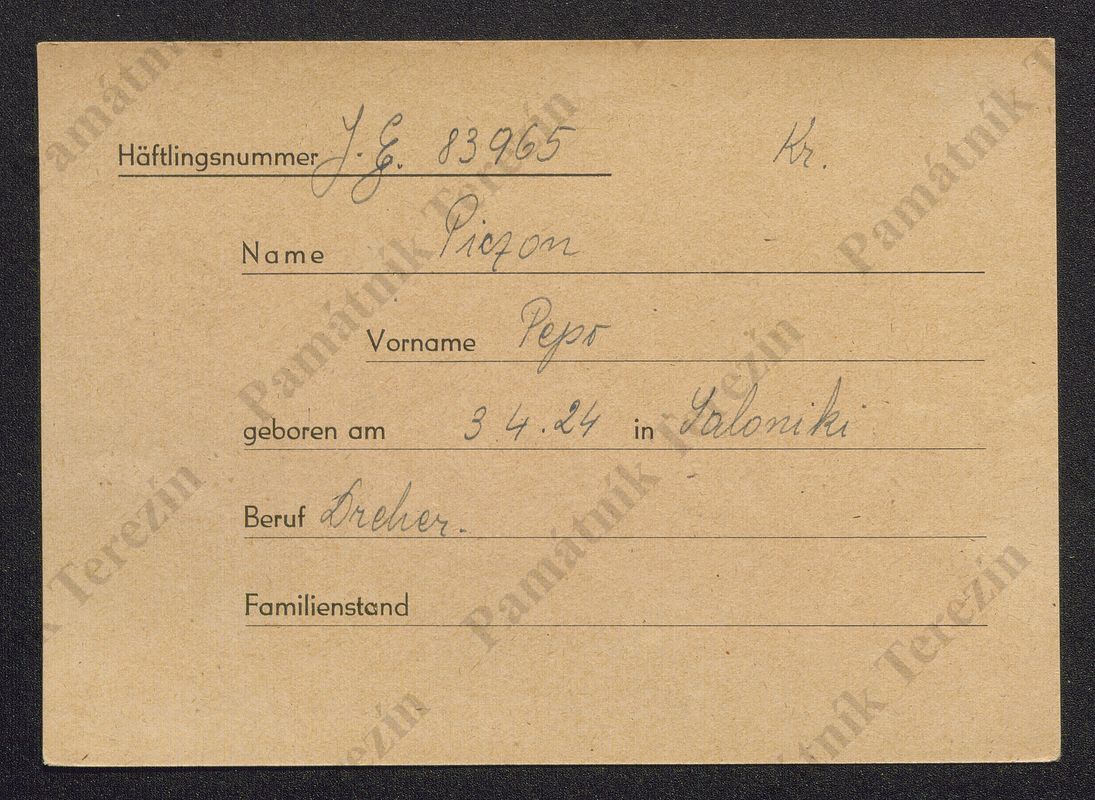 Häftlingsnummer J. G. 83965 Kr.
Name Piczon
Vorname Pepo
geboren am 3 4. 24 in Saloniki
Beruf Dreher.
Familienstand
Památník Terezín